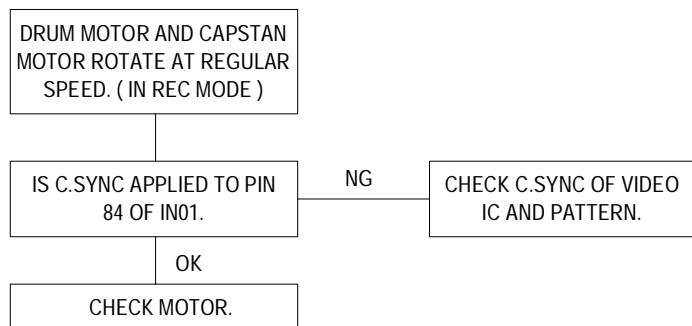 DRUM MOTOR AND CAPSTAN
MOTOR ROTATE AT REGULAR
SPEED. ( IN REC MODE )
IS C.SYNC APPLIED TO PIN
84 OF IN01.
NG
CHECK C.SYNC OF VIDEO
IC AND PATTERN.
OK
CHECK MOTOR.